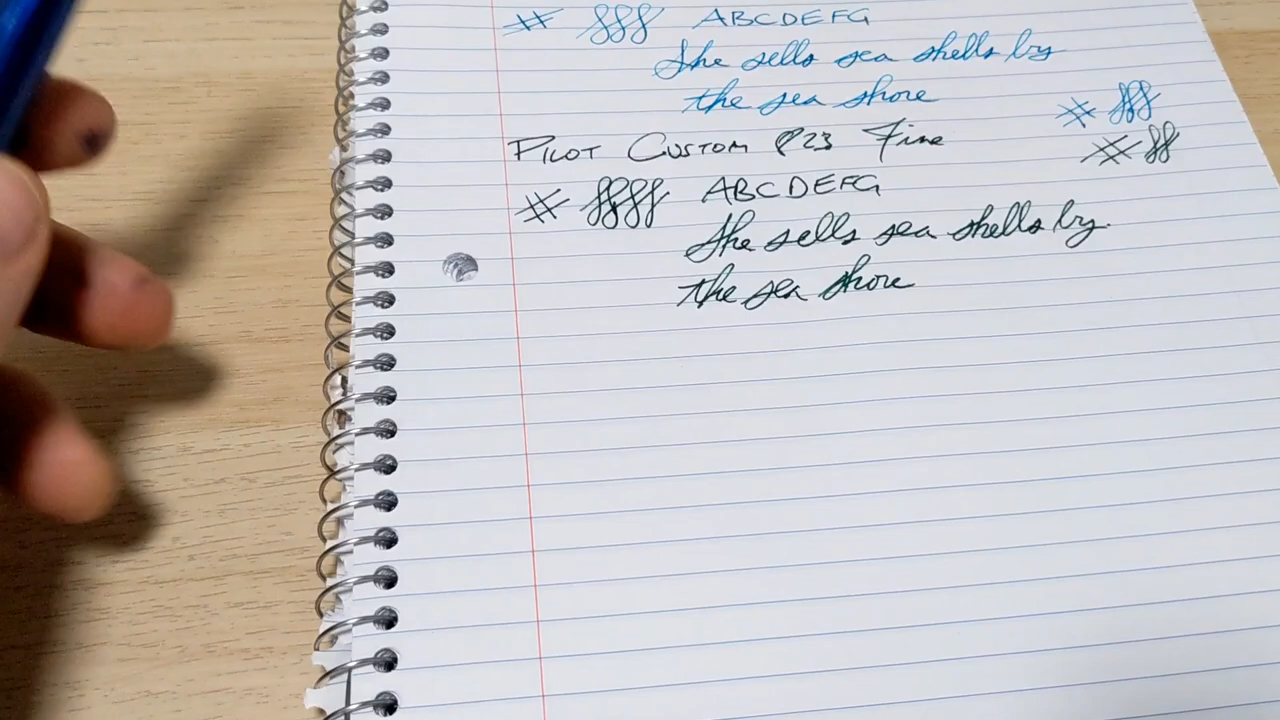 # ABCDEFG
She sells sea shells by
the sea shore
#
#
PILOT CUSTOM 823 Fine
# ABCDEFG
She sells sea shells by
the sea shore